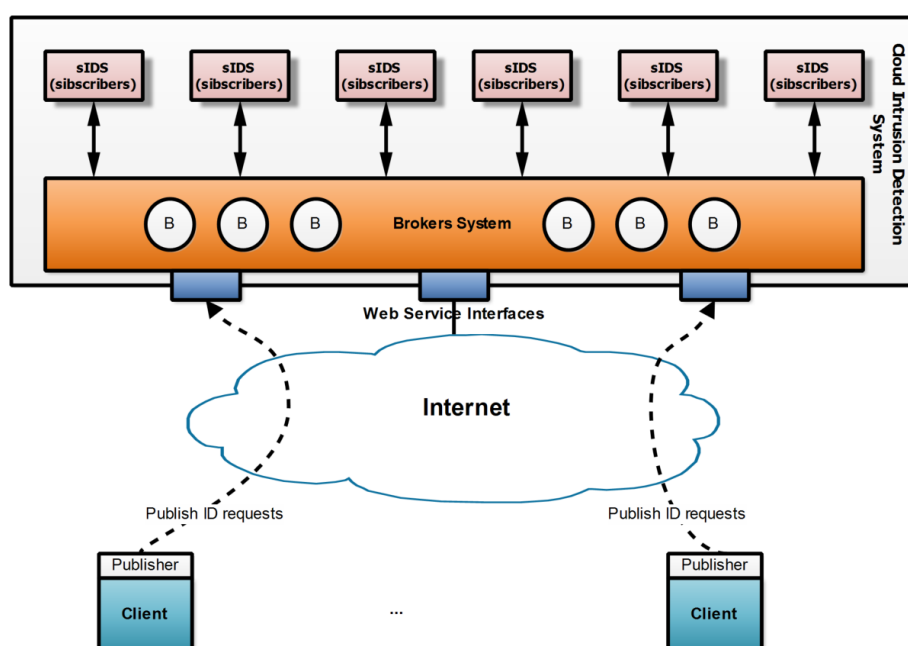 sIDS
(sibscribers)
sIDS
(sibscribers)
sIDS
(sibscribers)
sIDS
(sibscribers)
sIDS
(sibscribers)
sIDS
(sibscribers)
Cloud Intrusion Detection
System
B
B
B
Brokers System
B
B
B
Web Service Interfaces
Internet
Publish ID requests
Publish ID requests
Publisher
Client
...
Publisher
Client